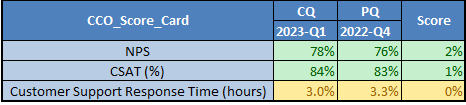 CCO_Score_Card CQ PQ Score
2023-Q1 2022-Q4
NPS 78% 76% 2%
CSAT (%) 84% 83% 1%
Customer Support Response Time (hours) 3.0% 3.3% 0%